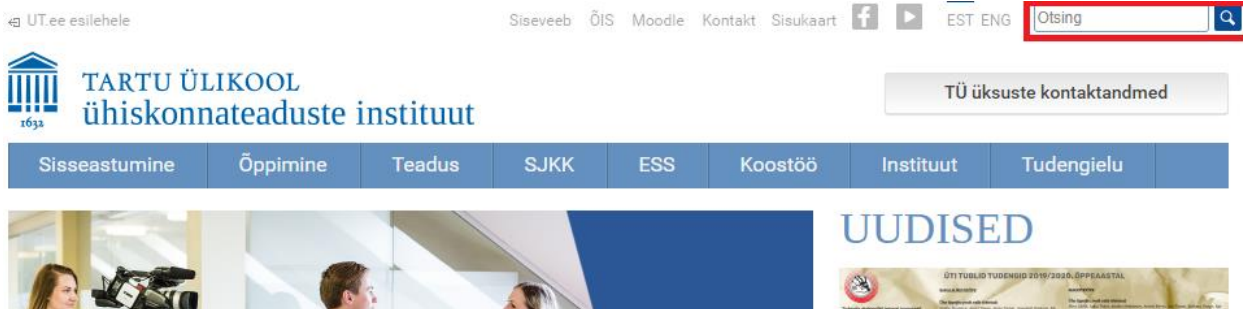 UT.ee esilehele Siseveeb ÕIS Moodle Kontakt Sisukaart EST ENG Otsing
TARTU ÜLIKOOL
ühiskonnateaduste instituut
1632
TÜ üksuste kontaktandmed
Sisseastumine Õppimine Teadus SJKK ESS Koostöö Instituut Tudengielu
UUDISED
ÜTI TUBLID TUDENGID 2019/2020. ÕPPEAASTAL